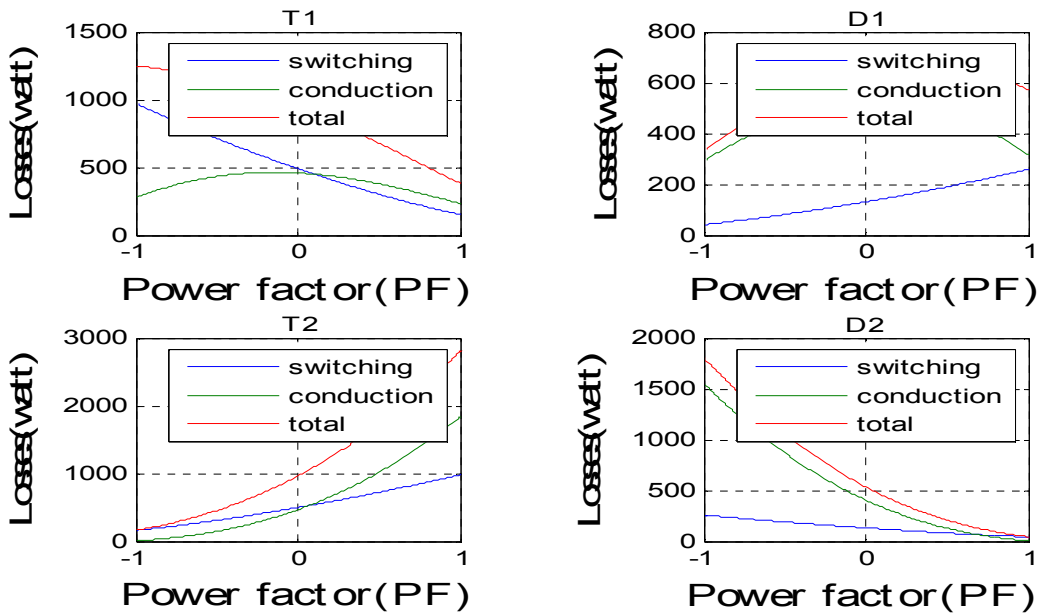 T1
1500
1000
500
0
-1 0 1
Losses(watt)
Power factor(PF)
switching
conduction
total
D1
800
600
400
200
0
-1 0 1
Losses(watt)
Power factor(PF)
switching
conduction
total
T2
3000
2000
1000
0
-1 0 1
Losses(watt)
Power factor(PF)
switching
conduction
total
D2
2000
1500
1000
500
0
-1 0 1
Losses(watt)
Power factor(PF)
switching
conduction
total